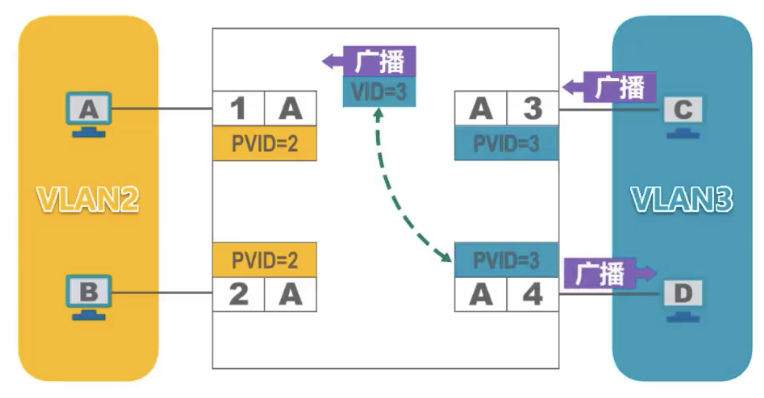 广播
VID=3
广播
A
1 A
PVID=2
A 3
PVID=3
C
VLAN2
VLAN3
PVID=2
2 A
B
PVID=3
A 4
广播
D